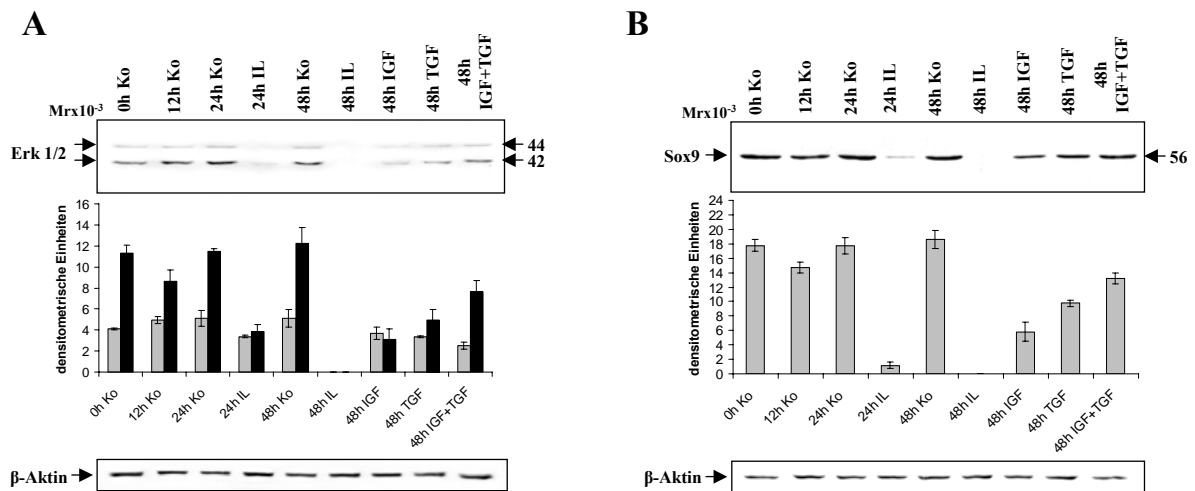 A
0h Ko
12h Ko
24h Ko
24h IL
48h Ko
48h IL
48h IGF
48h TGF
48h
IGF+TGF
Mrx10-3
Erk 1/2
44
42
densitometrische Einheiten
16
14
12
10
8
6
4
2
0
0h Ko
12h Ko
24h Ko
24h IL
48h Ko
48h IL
48h IGF
48h TGF
48h IGF+TGF
β-Aktin
B
0h Ko
12h Ko
24h Ko
24h IL
48h Ko
48h IL
48h IGF
48h TGF
48h
IGF+TGF
Mrx10-3
Sox9
56
densitometrische Einheiten
24
22
20
18
16
14
12
10
8
6
4
2
0
0h Ko
12h Ko
24h Ko
24h IL
48h Ko
48h IL
48h IGF
48h TGF
48h IGF+TGF
β-Aktin